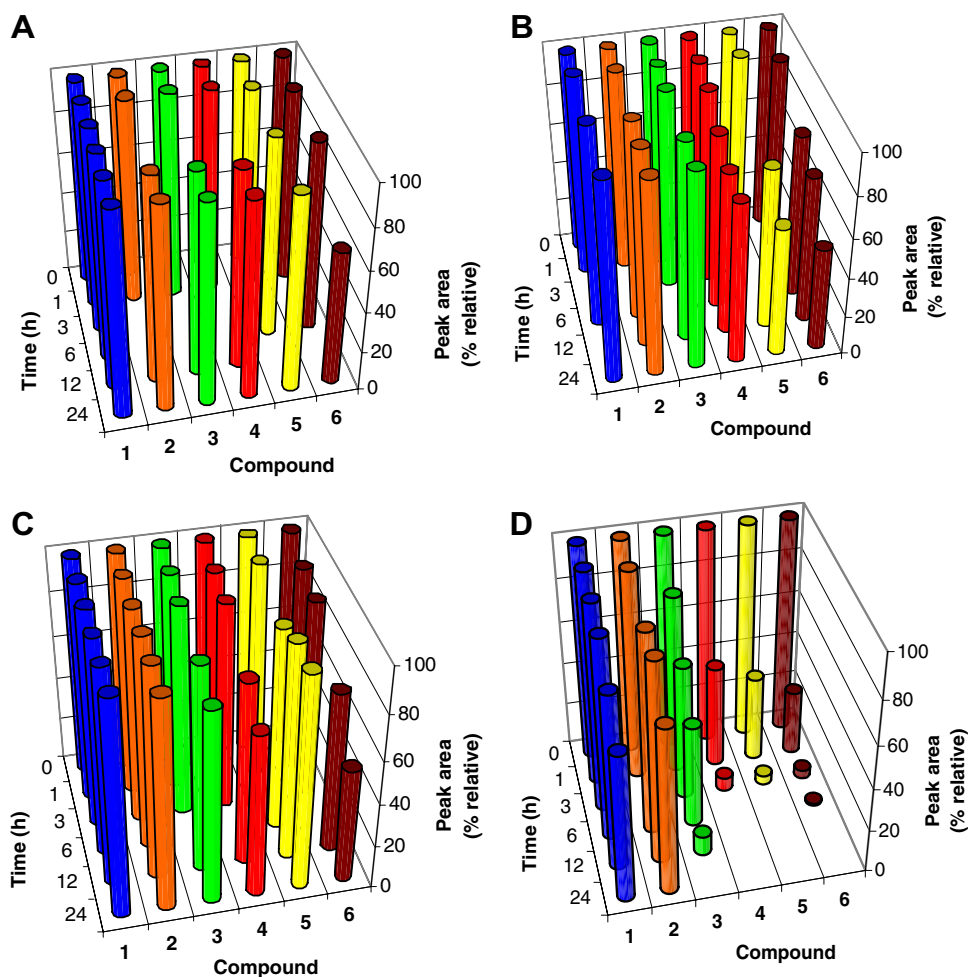 A
100
80
60
40
20
0
Peak area
(% relative)
0
1
3
6
12
24
Time (h)
1 2 3 4 5 6
Compound
B
100
80
60
40
20
0
Peak area
(% relative)
0
1
3
6
12
24
Time (h)
1 2 3 4 5 6
Compound
C
100
80
60
40
20
0
Peak area
(% relative)
0
1
3
6
12
24
Time (h)
1 2 3 4 5 6
Compound
D
100
80
60
40
20
0
Peak area
(% relative)
0
1
3
6
12
24
Time (h)
1 2 3 4 5 6
Compound